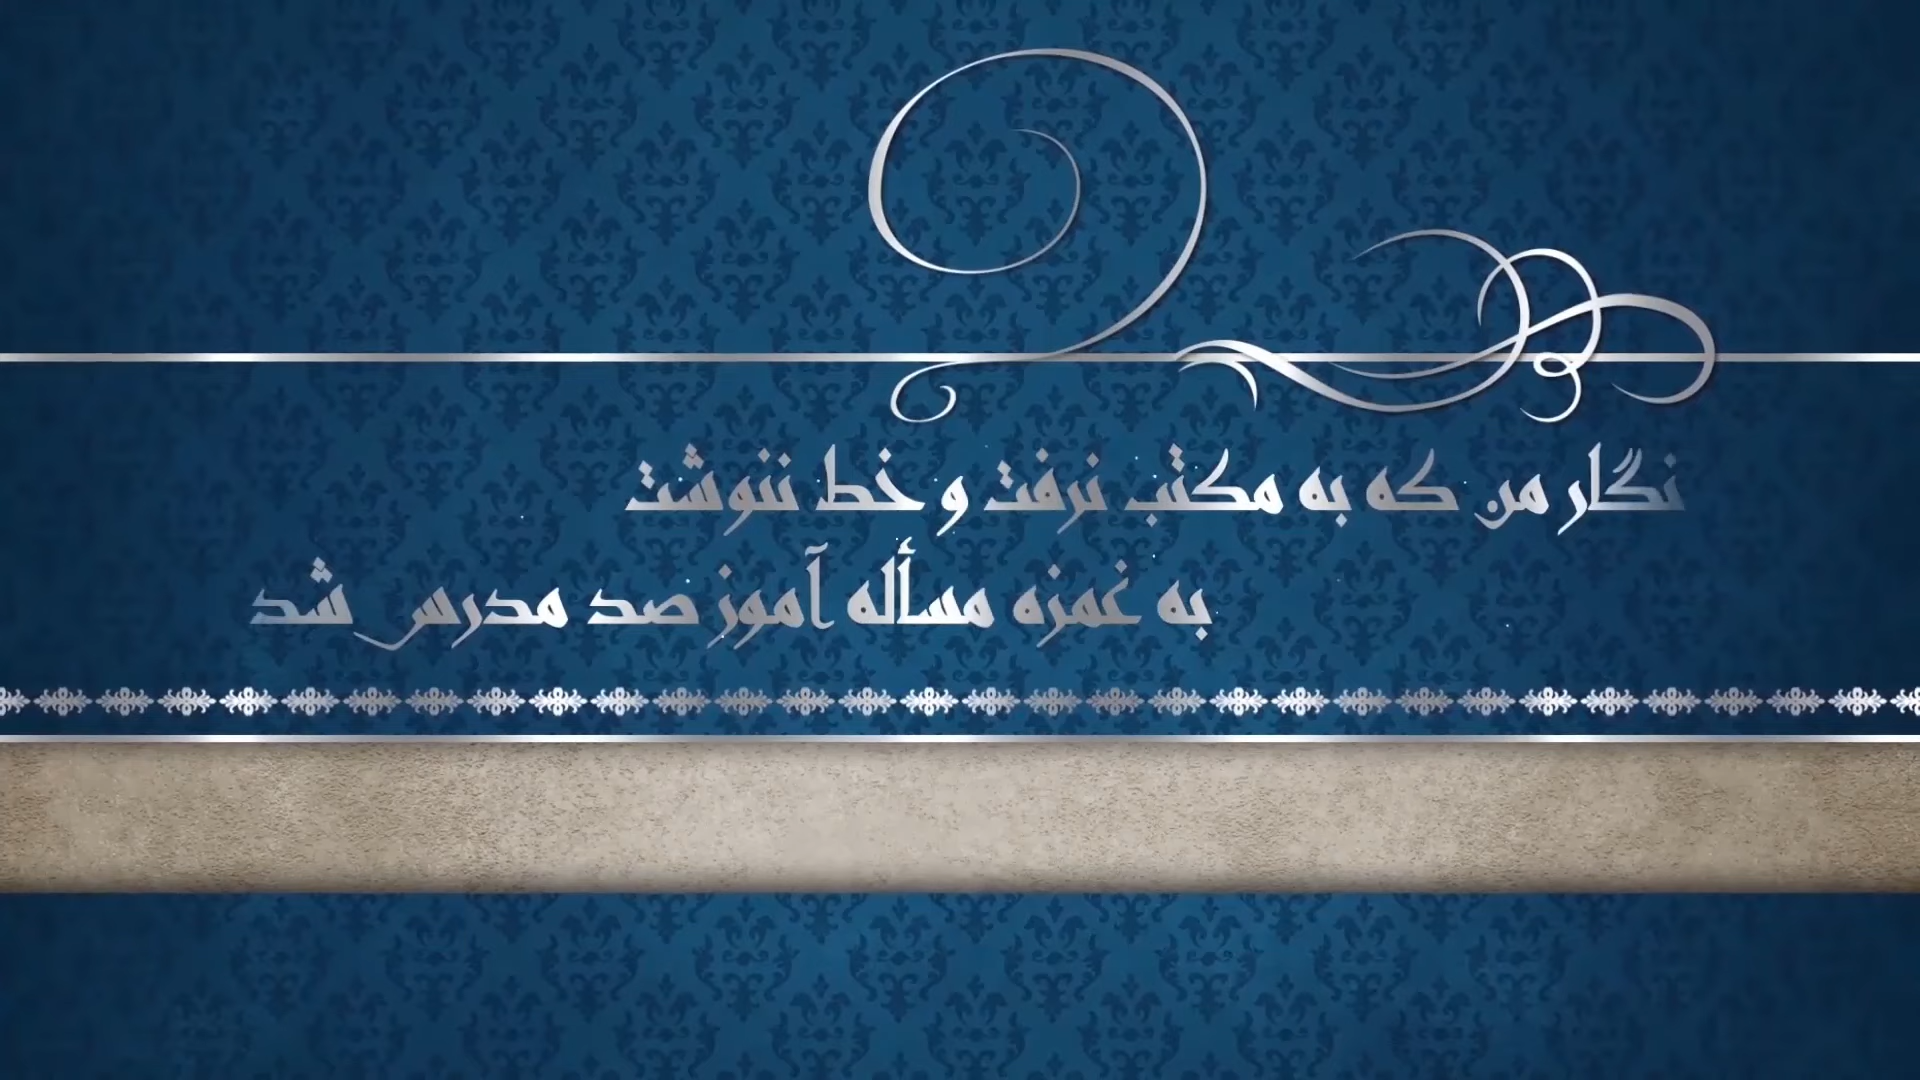 نگار من که به مکتب نرفت و خط ننوشت
به غمزه مسأله آموز صد مدرس شد